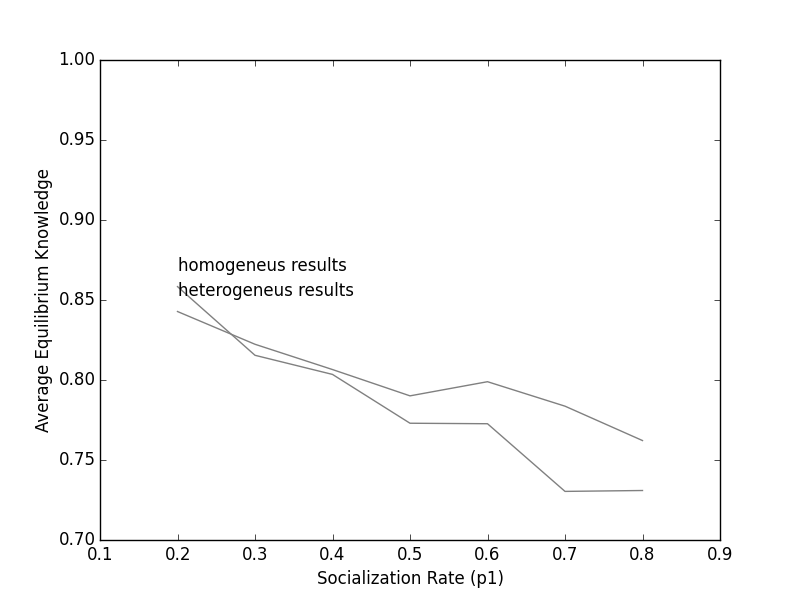 1.00
0.95
0.90
0.85
0.80
0.75
0.70
Average Equilibrium Knowledge
homogeneus results
heterogeneus results
0.1 0.2 0.3 0.4 0.5 0.6 0.7 0.8 0.9
Socialization Rate (p1)